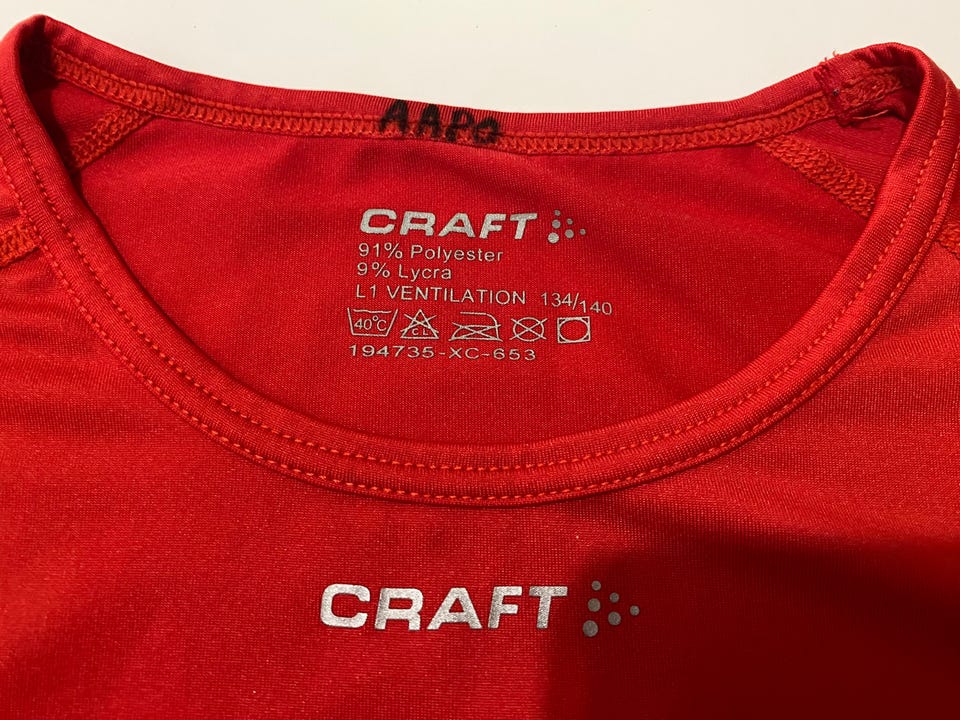 AAPO
CRAFT
91% Polyester
9% Lycra
L1 VENTILATION 134/140
40°C CL
194735-XC-653
CRAFT